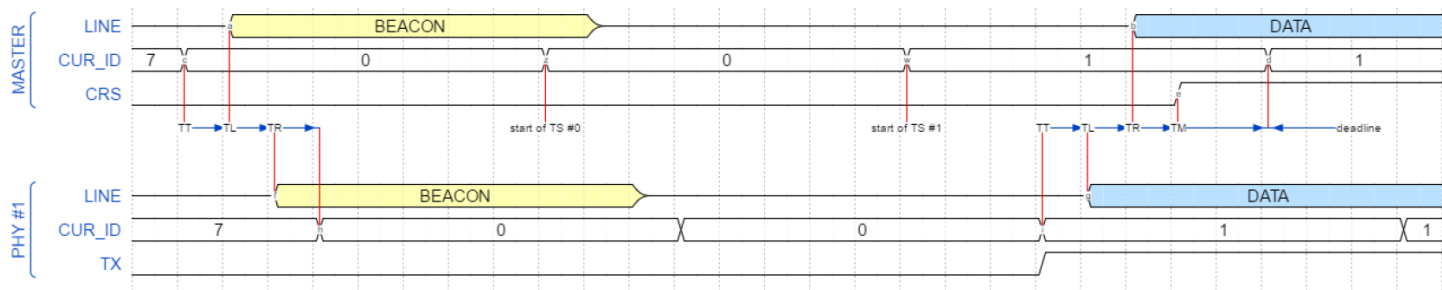 MASTER
LINE a BEACON b DATA
CUR_ID 7 c 0 z 0 w 1 d 1
CRS e
TT TL TR start of TS #0 start of TS #1 TT TL TR TM deadline
PHY #1
LINE f BEACON g DATA
CUR_ID 7 h 0 0 i 1 1
TX